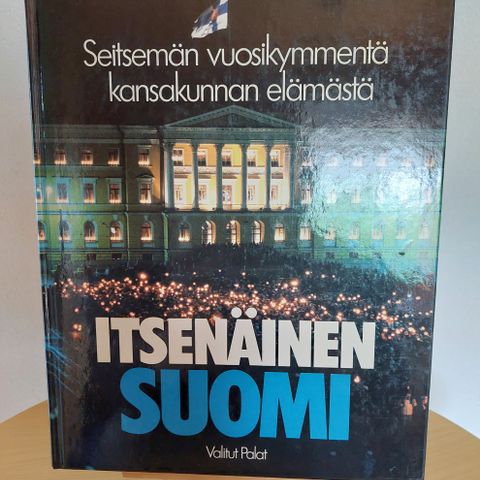 Seitsemän vuosikymmentä
kansakunnan elämästä
ITSENÄINEN
SUOMI
Valitut Palat